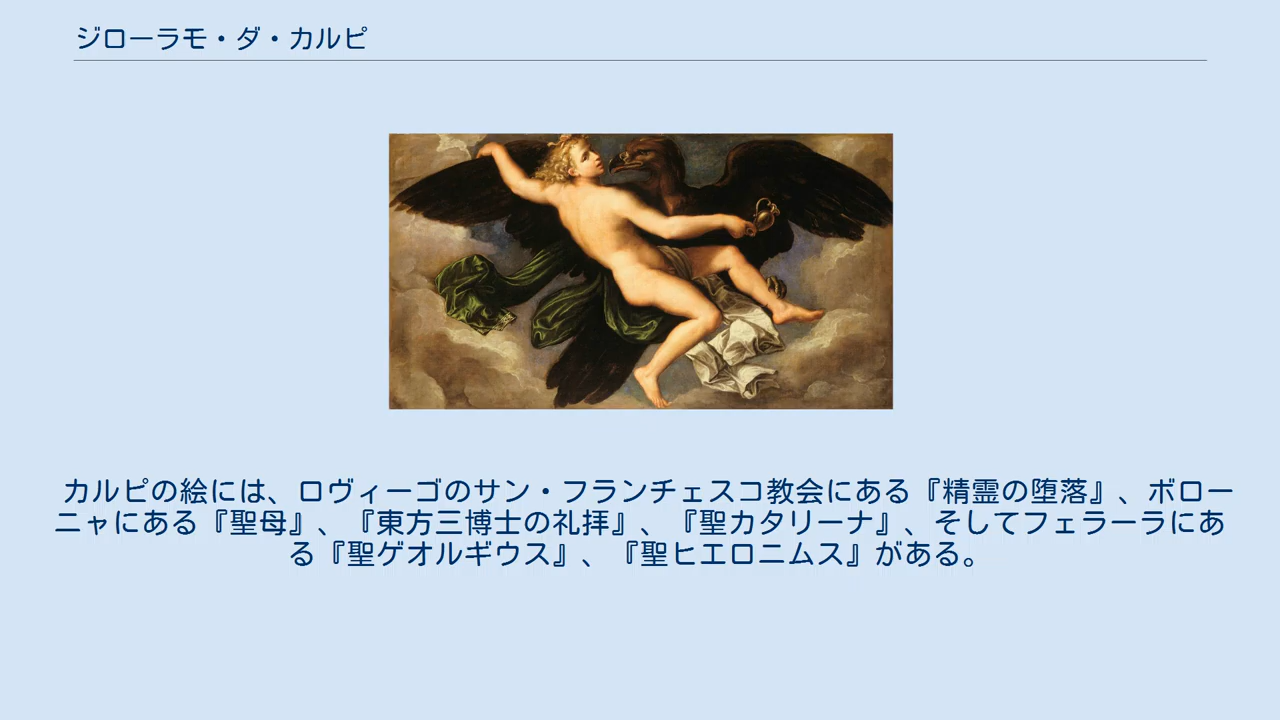 ジローラモ・ダ・カルピ
カルピの絵には、ロヴィーゴのサン・フランチェスコ教会にある『精霊の堕落』、ボロー
ニャにある『聖母』、『東方三博士の礼拝』、『聖カタリーナ』、そしてフェラーラにあ
る『聖ゲオルギウス』、『聖ヒエロニムス』がある。